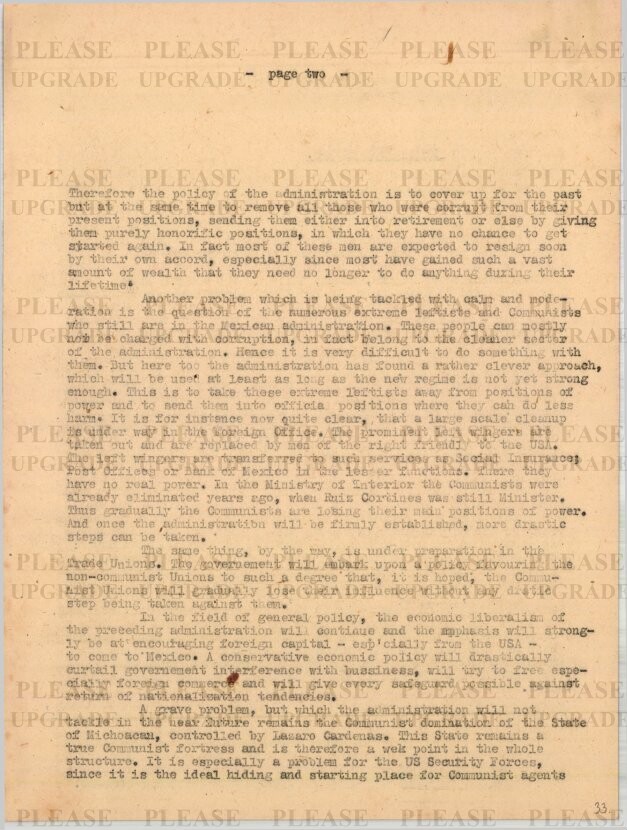 - page two -
Therefore the policy of the administration is to cover up for the past
but at the same time to remove all those who were corrupt from their
present positions, sending them either into retirement or else by giving
them purely honorific positions, in which they have no chance to get
started again. In fact most of these men are expected to resign soon
by their own accord, especially since most have gained such a vast
amount of wealth that they need no longer to do anything during their
lifetime.
Another problem which is being tackled with calm and mode-
ration is the question of the numerous extreme leftists and Communists
who still are in the Mexican administration. These people can mostly
not be charged with corruption, in fact belong to the cleaner sector
of the administration. Hence it is very difficult to do something with
them. But here too the administration has found a rather clever approach,
which will be used at least as long as the new regime is not yet strong
enough. This is to take these extreme leftists away from positions of
power and to send them into official positions where they can do less
harm. It is for instance now quite clear, that a large scale cleanup
is under way in the Foreign Office. The prominent left wingers are
taken out and are replaced by men of the right friendly to the USA.
The left wingers are transferred to such services as Social Insurance;
Post Offices or Bank of Mexico in the lesser functions. There they
have no real power. In the Ministry of Interior the Communists were
already eliminated years ago, when Ruiz Cortines was still Minister.
Thus gradually the Communists are losing their main positions of power.
And once the administration will be firmly established, more drastic
steps can be taken.
The same thing, by the way, is under preparation in the
Trade Unions. The governement will embark upon a policy favouring the
non-communist Unions to such a degree that, it is hoped, the Commu-
nist Unions will gradually lose their influence without any
step being taken against them.
In the field of general policy, the economic liberalism of
the preceding administration will continue and the mphasis will strong-
ly be at encouraging foreign capital - especially from the USA -
to come to Mexico. A conservative economic policy will drastically
curtail government interference with bussiness, will try to free espe-
cially foreign commerce and will give every safeguard possible against
return of nationalization tendencies.
A grave problem, but which the administration will not
tackle in the near future remains the Communist domination of the State
of Michoacan, controlled by Lazaro Cardenas. This State remains a
true Communist fortress and is therefore a wek point in the whole
structure. It is especially a problem for the US Security Forces,
since it is the ideal hiding and starting place for Communist agents
33
PLEASE UPGRADE